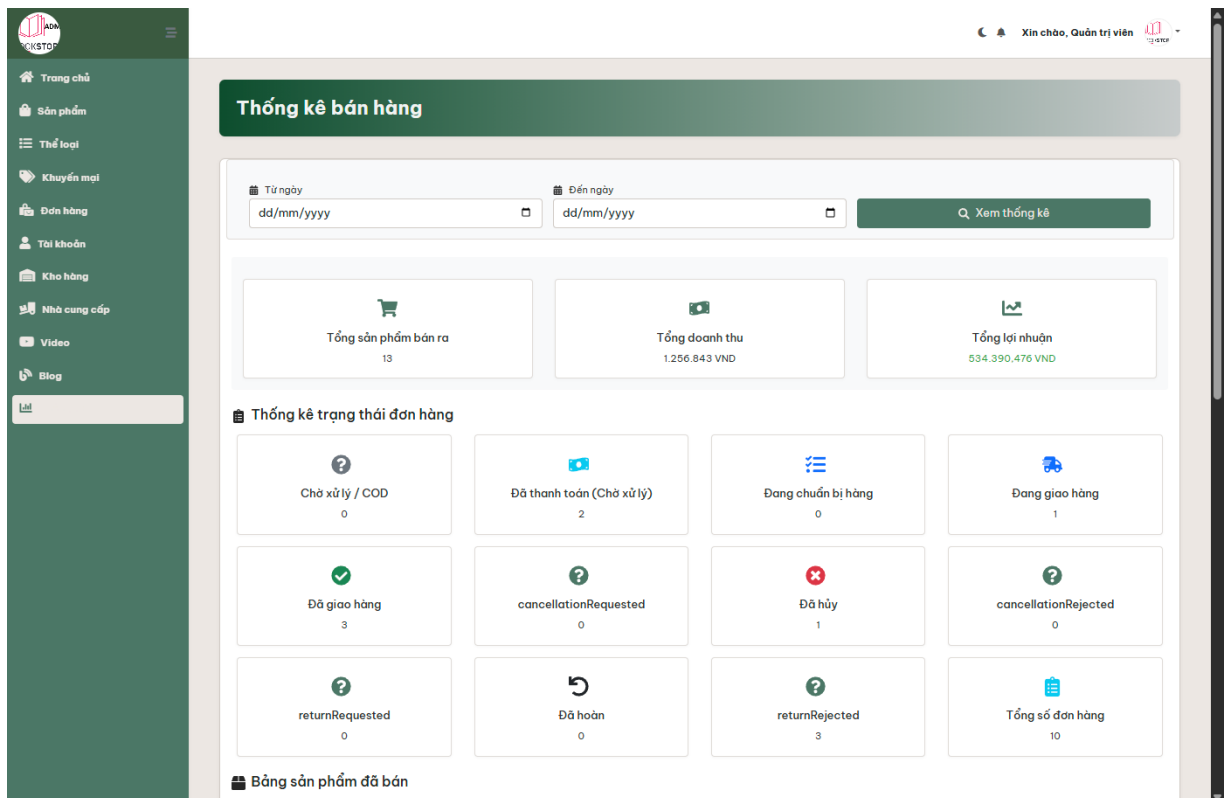 ADM
Xin chào, Quản trị viên
Trang chủ
Sản phẩm
Thể loại
Khuyến mại
Đơn hàng
Tài khoản
Kho hàng
Nhà cung cấp
Video
Blog
Thống kê bán hàng
Từ ngày
Đến ngày
dd/mm/yyyy
dd/mm/yyyy
Xem thống kê
Tổng sản phẩm bán ra
13
Tổng doanh thu
1.256.843 VND
Tổng lợi nhuận
534.390,476 VND
Thống kê trạng thái đơn hàng
Chờ xử lý / COD
0
Đã thanh toán (Chờ xử lý)
2
Đang chuẩn bị hàng
0
Đang giao hàng
1
Đã giao hàng
3
cancellationRequested
0
Đã hủy
1
cancellationRejected
0
returnRequested
0
Đã hoàn
0
returnRejected
3
Tổng số đơn hàng
10
Bảng sản phẩm đã bán